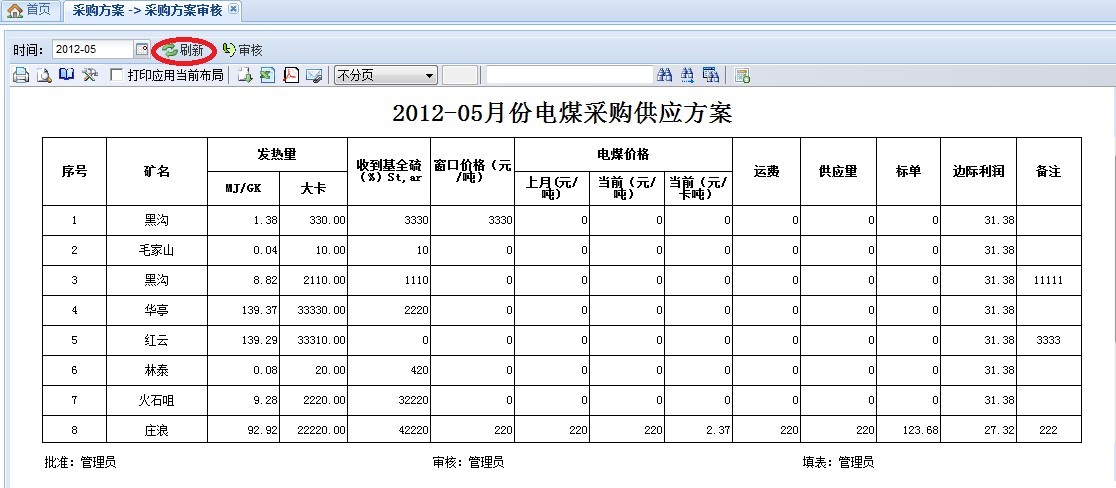 首页 采购方案 -> 采购方案审核
时间: 2012-05 刷新 审核
打印应用当前布局 不分页
2012-05月份电煤采购供应方案
序号 矿名 发热量 收到基全硫(%)St,ar 窗口价格（元/吨） 电煤价格 运费 供应量 标单 边际利润 备注
MJ/GK 大卡 上月(元/吨) 当前（元/吨） 当前（元/卡吨）
1 黑沟 1.38 330.00 3330 3330 0 0 0 0 0 0 31.38
2 毛家山 0.04 10.00 10 0 0 0 0 0 0 0 31.38
3 黑沟 8.82 2110.00 1110 0 0 0 0 0 0 0 31.38 11111
4 华亭 139.37 33330.00 2220 0 0 0 0 0 0 0 31.38
5 红云 139.29 33310.00 0 0 0 0 0 0 0 0 31.38 3333
6 林泰 0.08 20.00 420 0 0 0 0 0 0 0 31.38
7 火石咀 9.28 2220.00 32220 0 0 0 0 0 0 0 31.38
8 庄浪 92.92 22220.00 42220 220 220 220 2.37 220 220 123.68 27.32 222
批准: 管理员 审核: 管理员 填表: 管理员